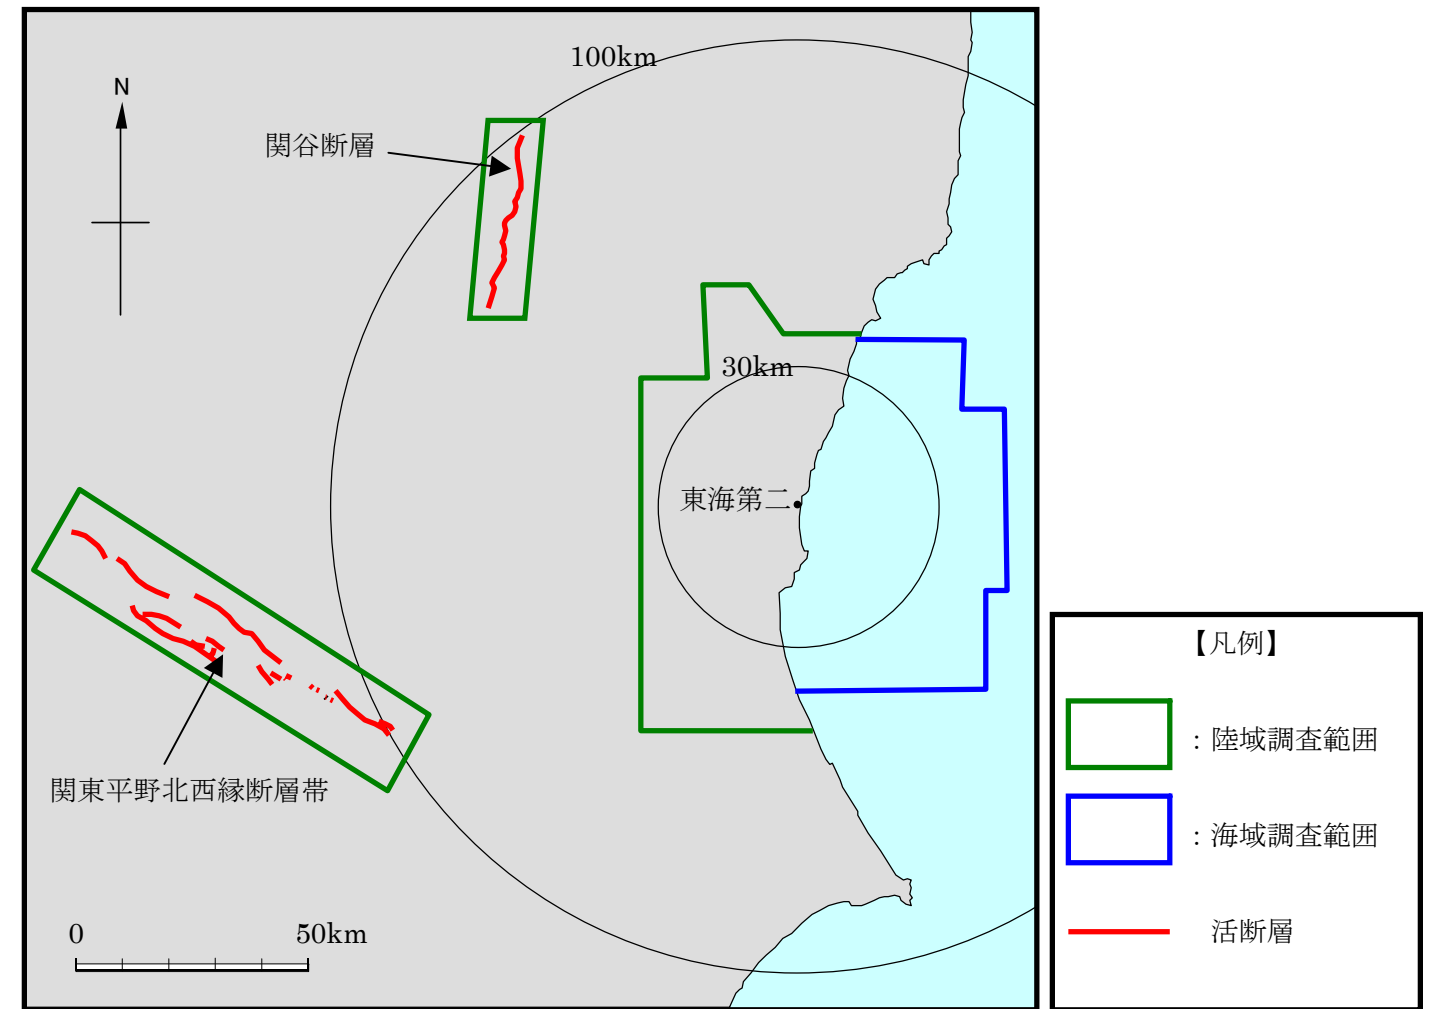 100km
N
関谷断層
30km
東海第二
関東平野北西縁断層帯
0 50km
【凡例】
：陸域調査範囲
：海域調査範囲
活断層